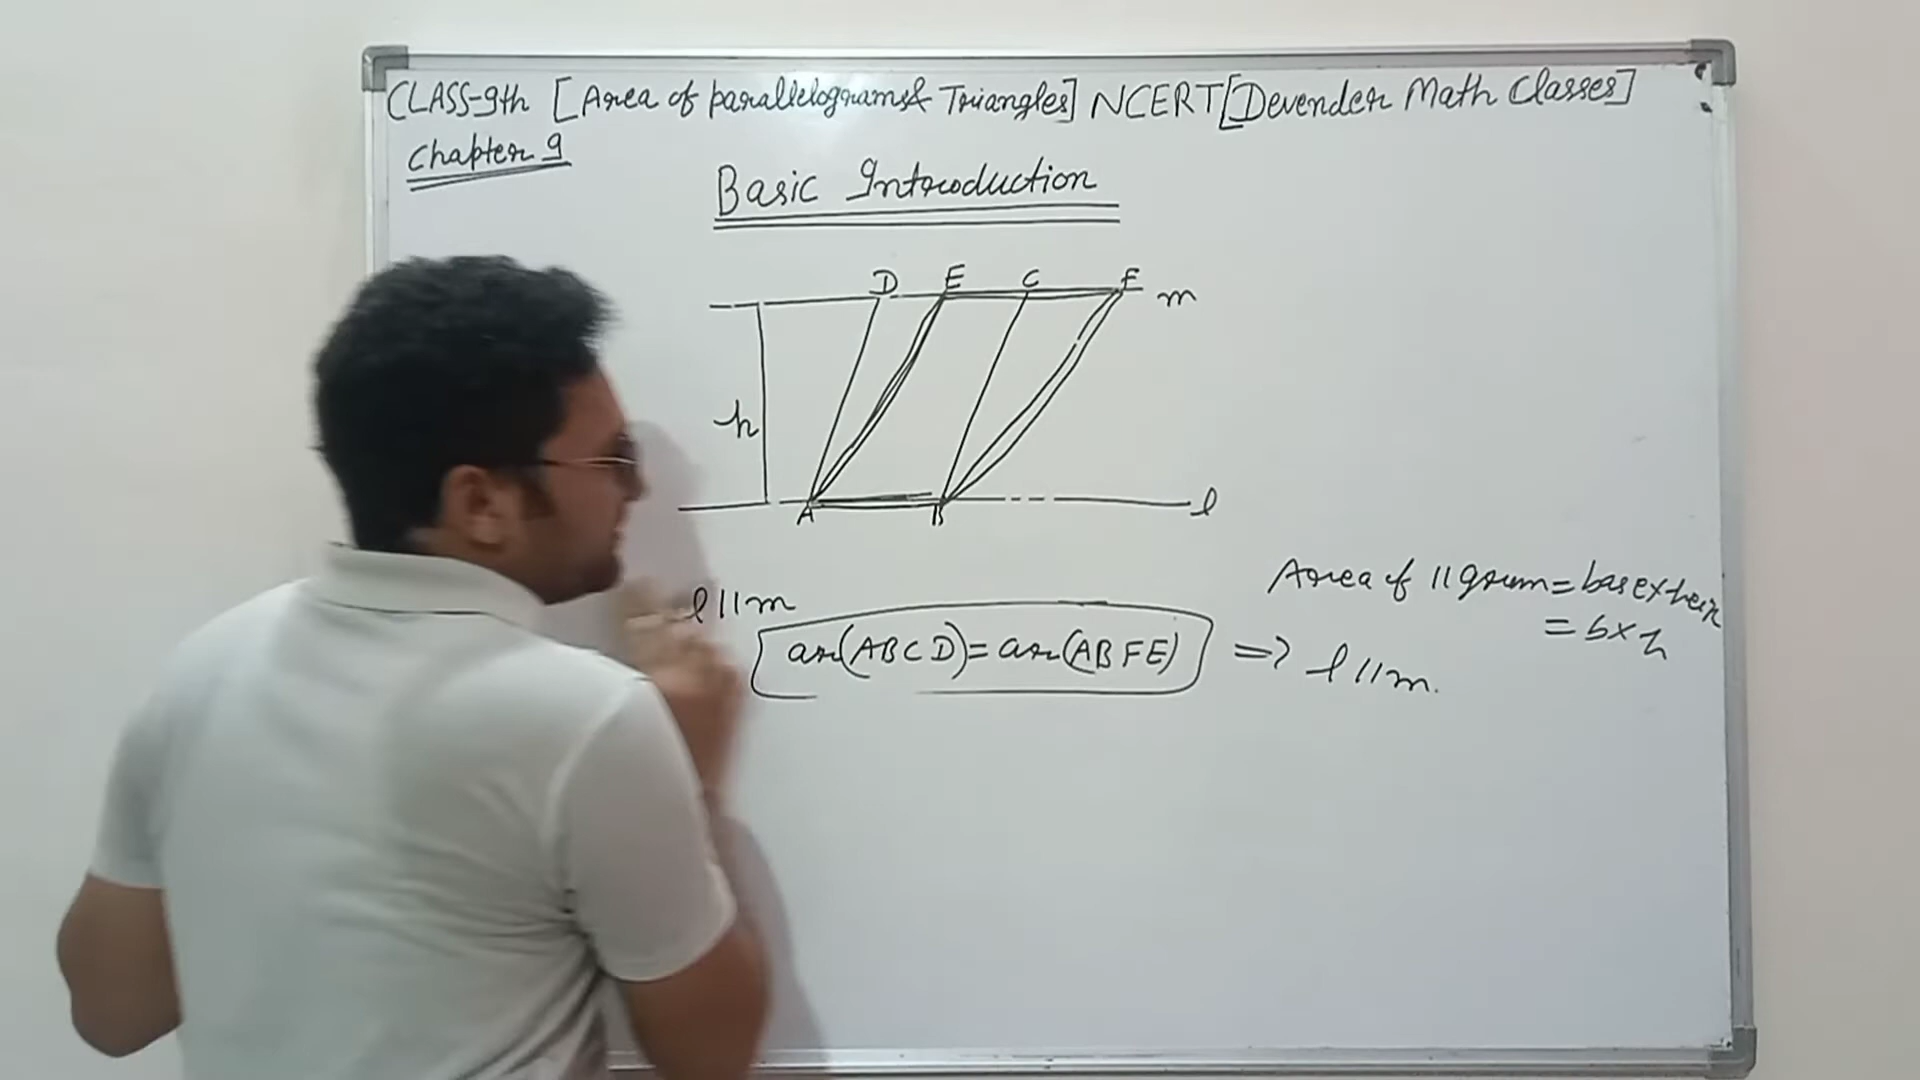 CLASS-9th [Area of parallelograms& Triangles] NCERT[Devender Math Classes]
Chapter 9
Basic Introduction
D E C F
m
h
A B
l
l||m
ar(ABCD)=ar(ABFE) => l||m.
Area of ||gram=base×
=b×h